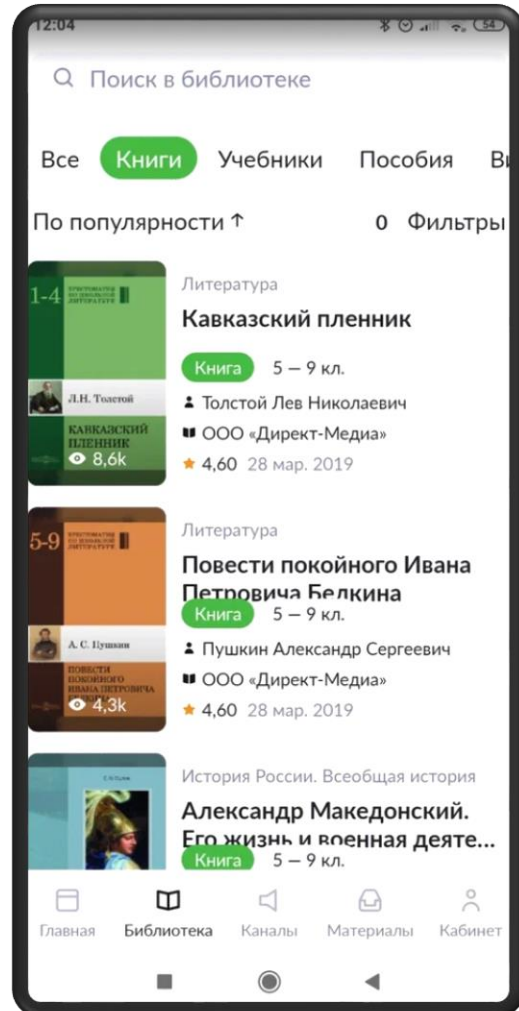 12:04
54
Поиск в библиотеке
Все Книги Учебники Пособия Ви
По популярности ↑ 0 Фильтры
1-4
Л.Н. Толстой
КАВКАЗСКИЙ
ПЛЕННИК
8,6k
Литература
Кавказский пленник
Книга 5 – 9 кл.
Толстой Лев Николаевич
ООО «Директ-Медиа»
4,60 28 мар. 2019
5-9
А. С. Пушкин
ПОВЕСТИ
ПОКОЙНОГО
ИВАНА ПЕТРОВИЧА
4,3k
Литература
Повести покойного Ивана
Петровича Белкина
Книга 5 – 9 кл.
Пушкин Александр Сергеевич
ООО «Директ-Медиа»
4,60 28 мар. 2019
История России. Всеобщая история
Александр Македонский.
Его жизнь и военная деяте...
Книга 5 – 9 кл.
Главная Библиотека Каналы Материалы Кабинет